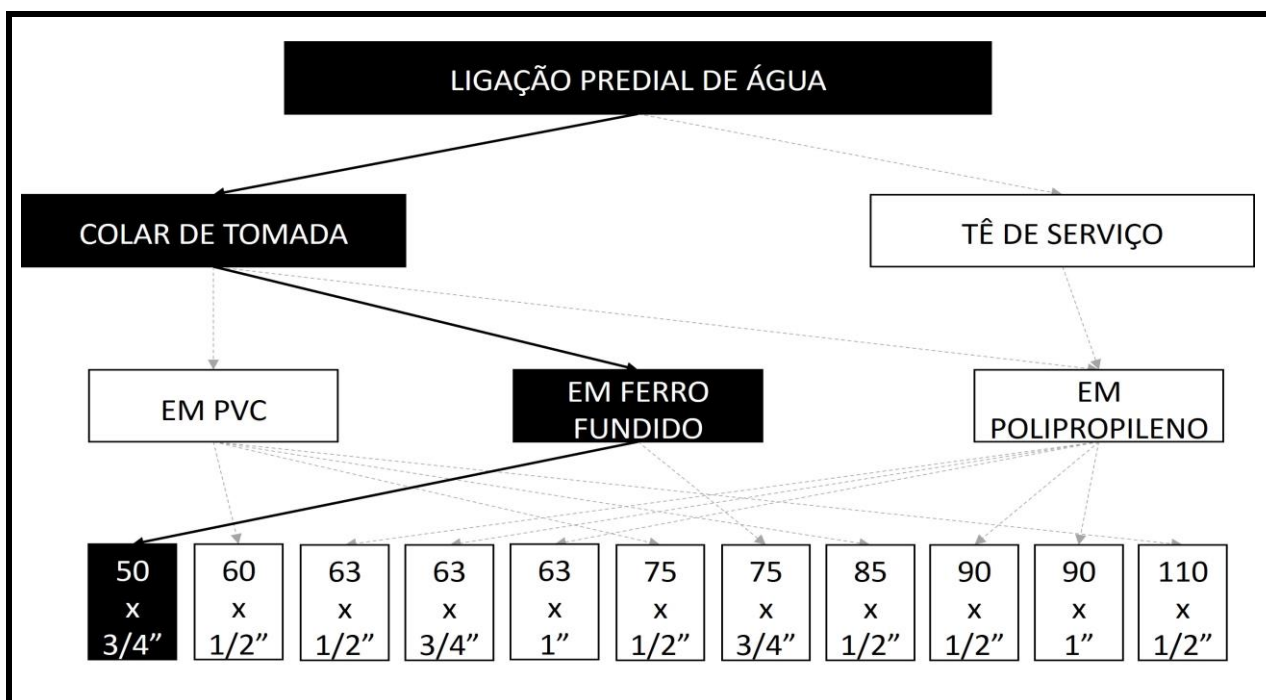 LIGAÇÃO PREDIAL DE ÁGUA
COLAR DE TOMADA
TÊ DE SERVIÇO
EM PVC
EM FERRO
FUNDIDO
EM
POLIPROPILENO
50
x
3/4”
60
x
1/2”
63
x
1/2”
63
x
3/4”
63
x
1”
75
x
1/2”
75
x
3/4”
85
x
1/2”
90
x
1/2”
90
x
1”
110
x
1/2”